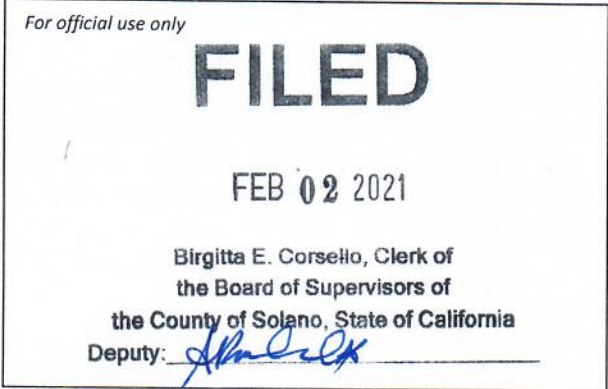 For official use only
FILED
FEB 02 2021
Birgitta E. Corsello, Clerk of
the Board of Supervisors of
the County of Solano, State of California
Deputy: